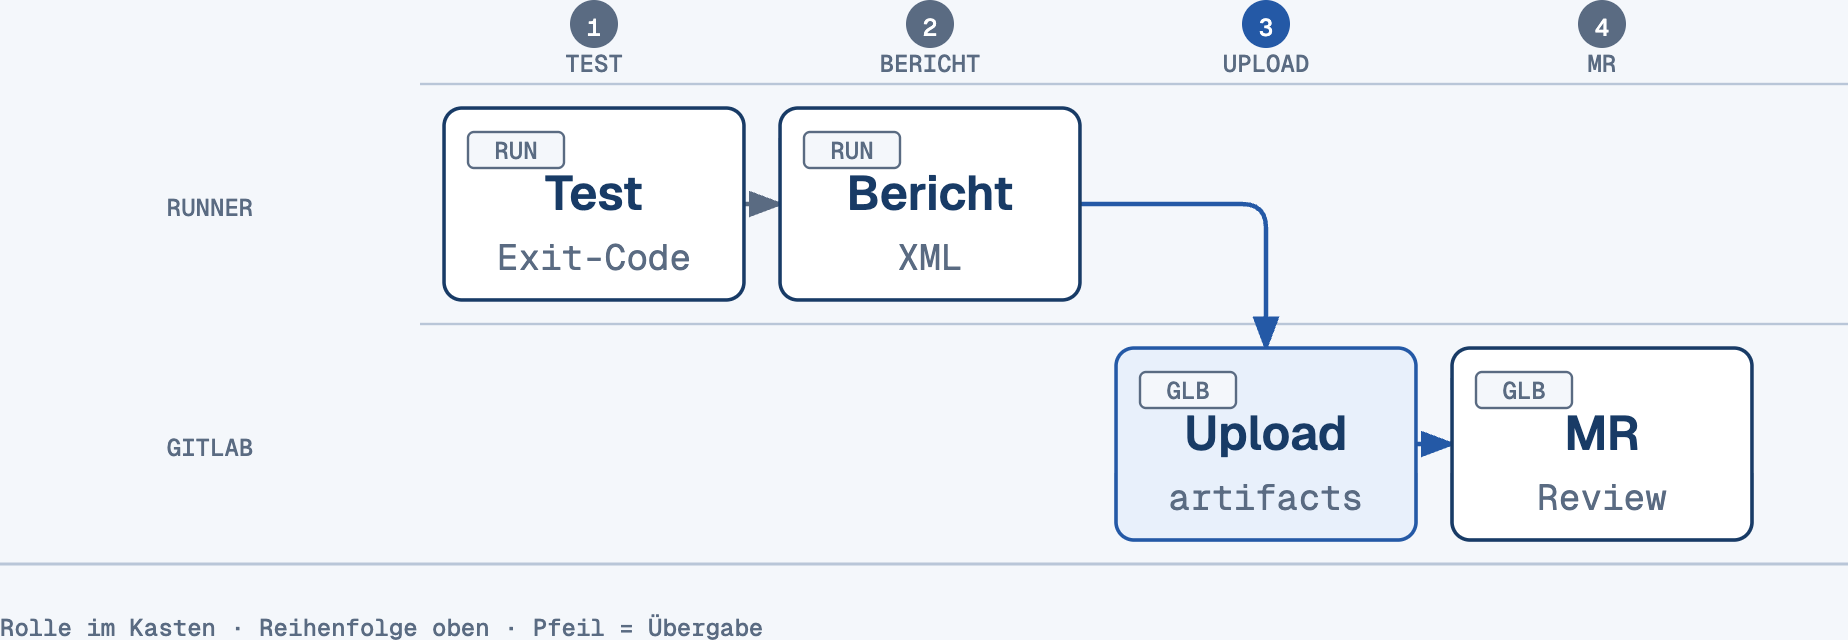 1
TEST
2
BERICHT
3
UPLOAD
4
MR
RUNNER
RUN
Test
Exit-Code
RUN
Bericht
XML
GITLAB
GLB
Upload
artifacts
GLB
MR
Review
Rolle im Kasten · Reihenfolge oben · Pfeil = Übergabe